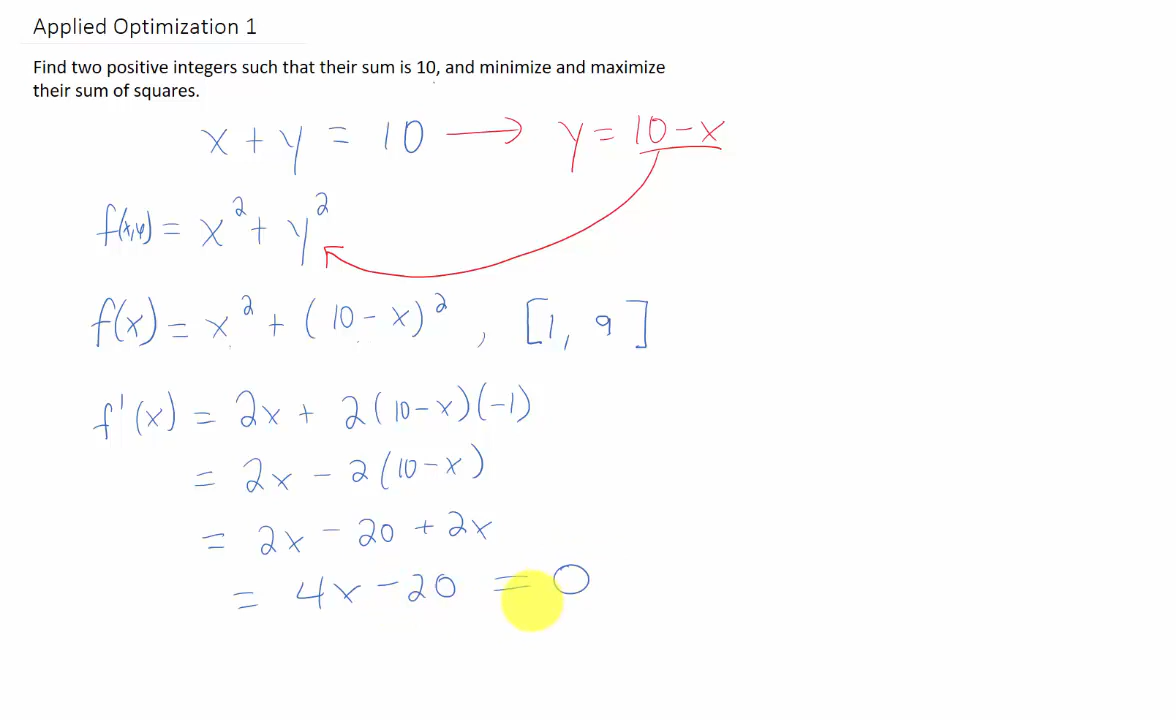 Applied Optimization 1
Find two positive integers such that their sum is 10, and minimize and maximize
their sum of squares.
x + y = 10 → y = 10 - x
f(x,y) = x² + y²
f(x) = x² + (10 - x)² , [1, 9]
f'(x) = 2x + 2(10 - x)(-1)
= 2x - 2(10 - x)
= 2x - 20 + 2x
= 4x - 20 = 0